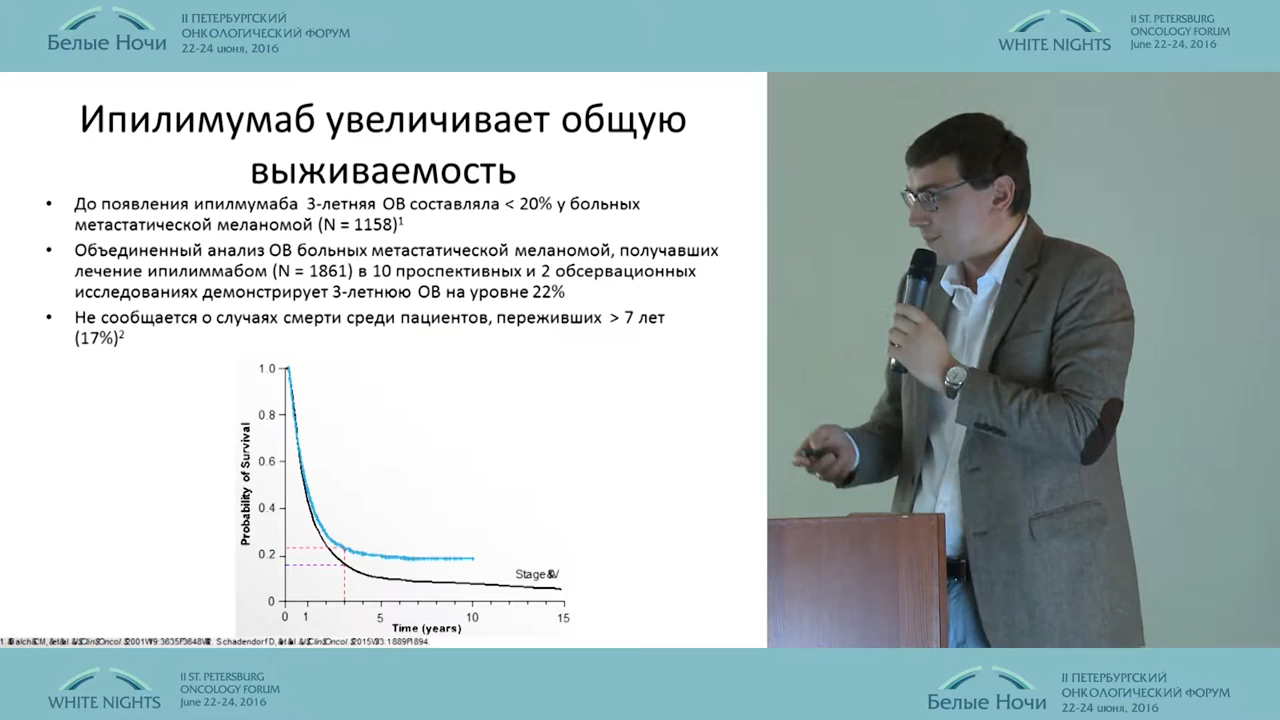 Белые Ночи
II ПЕТЕРБУРГСКИЙ
ОНКОЛОГИЧЕСКИЙ ФОРУМ
22-24 июня, 2016
WHITE NIGHTS
II ST. PETERSBURG
ONCOLOGY FORUM
June 22-24, 2016
Ипилимумаб увеличивает общую
выживаемость
• До появления ипилмумаба 3-летняя ОВ составляла < 20% у больных
метастатической меланомой (N = 1158)1
• Объединенный анализ ОВ больных метастатической меланомой, получавших
лечение ипилиммабом (N = 1861) в 10 проспективных и 2 обсервационных
исследованиях демонстрирует 3-летнюю ОВ на уровне 22%
• Не сообщается о случаях смерти среди пациентов, переживших > 7 лет
(17%)2
Probability of Survival
1.0
0.8
0.6
0.4
0.2
0
Stage
0 1 5 10 15
Time (years)
Schadendorf D,
WHITE NIGHTS
II ST. PETERSBURG
ONCOLOGY FORUM
June 22-24, 2016
Белые Ночи
II ПЕТЕРБУРГСКИЙ
ОНКОЛОГИЧЕСКИЙ ФОРУМ
22-24 июня, 2016